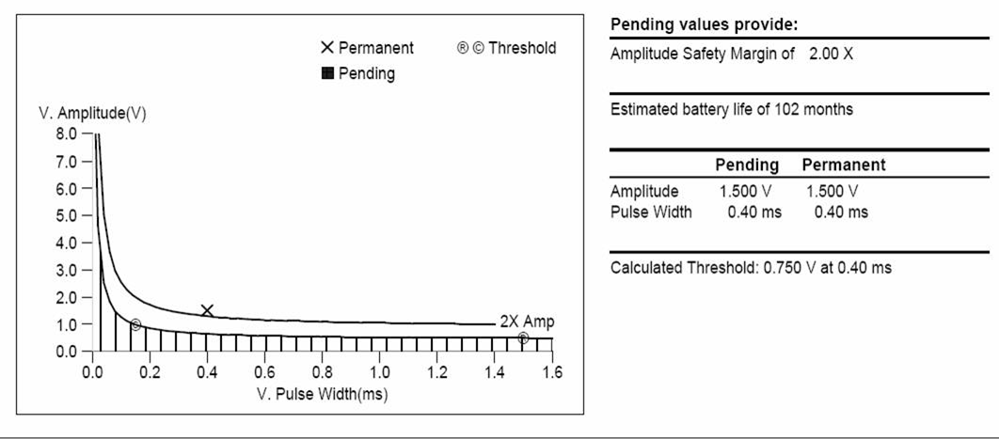 X Permanent ® © Threshold
Pending
V. Amplitude(V)
8.0
7.0
6.0
5.0
4.0
3.0
2.0
1.0
0.0
© ®
2X Amp
0.0 0.2 0.4 0.6 0.8 1.0 1.2 1.4 1.6
V. Pulse Width(ms)
Pending values provide:
Amplitude Safety Margin of 2.00 X
Estimated battery life of 102 months
Pending Permanent
Amplitude 1.500 V 1.500 V
Pulse Width 0.40 ms 0.40 ms
Calculated Threshold: 0.750 V at 0.40 ms